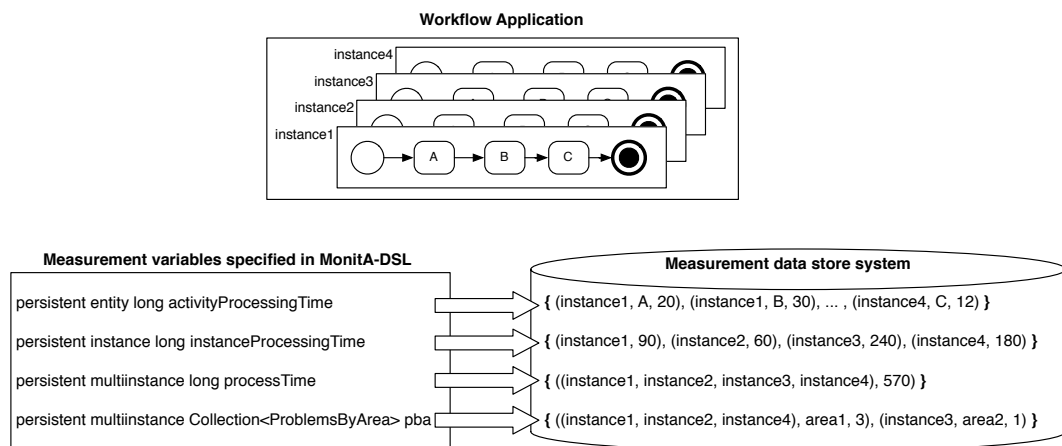 Workflow Application
instance4
instance3
instance2
instance1
A
B
C
Measurement variables specified in MonitA-DSL
Measurement data store system
persistent entity long activityProcessingTime
{ (instance1, A, 20), (instance1, B, 30), ... , (instance4, C, 12) }
persistent instance long instanceProcessingTime
{ (instance1, 90), (instance2, 60), (instance3, 240), (instance4, 180) }
persistent multiinstance long processTime
{ ((instance1, instance2, instance3, instance4), 570) }
persistent multiinstance Collection<ProblemsByArea> pba
{ ((instance1, instance2, instance4), area1, 3), (instance3, area2, 1) }